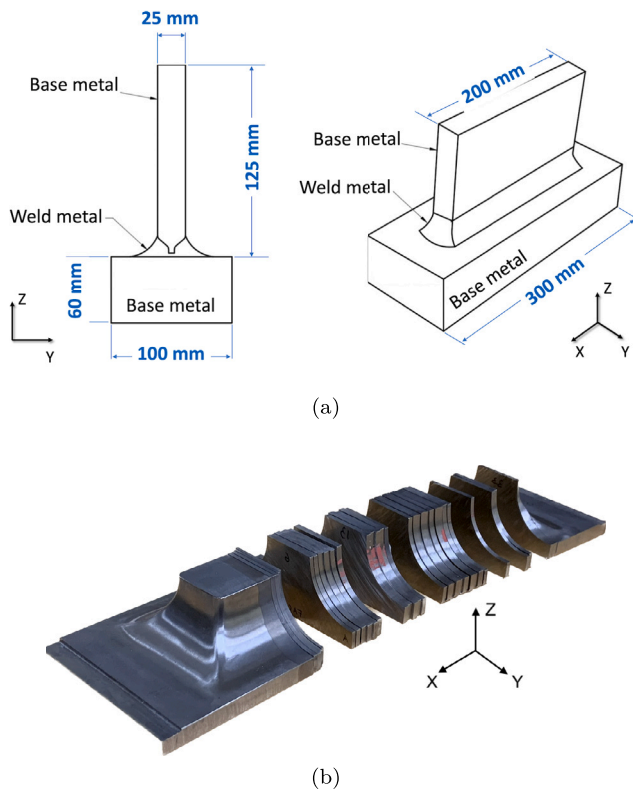 25 mm
Base metal
125 mm
Weld metal
60 mm
Base metal
100 mm
Z
Y
200 mm
Base metal
Weld metal
Base metal
300 mm
Z
X
Y
(a)
Z
X
Y
(b)